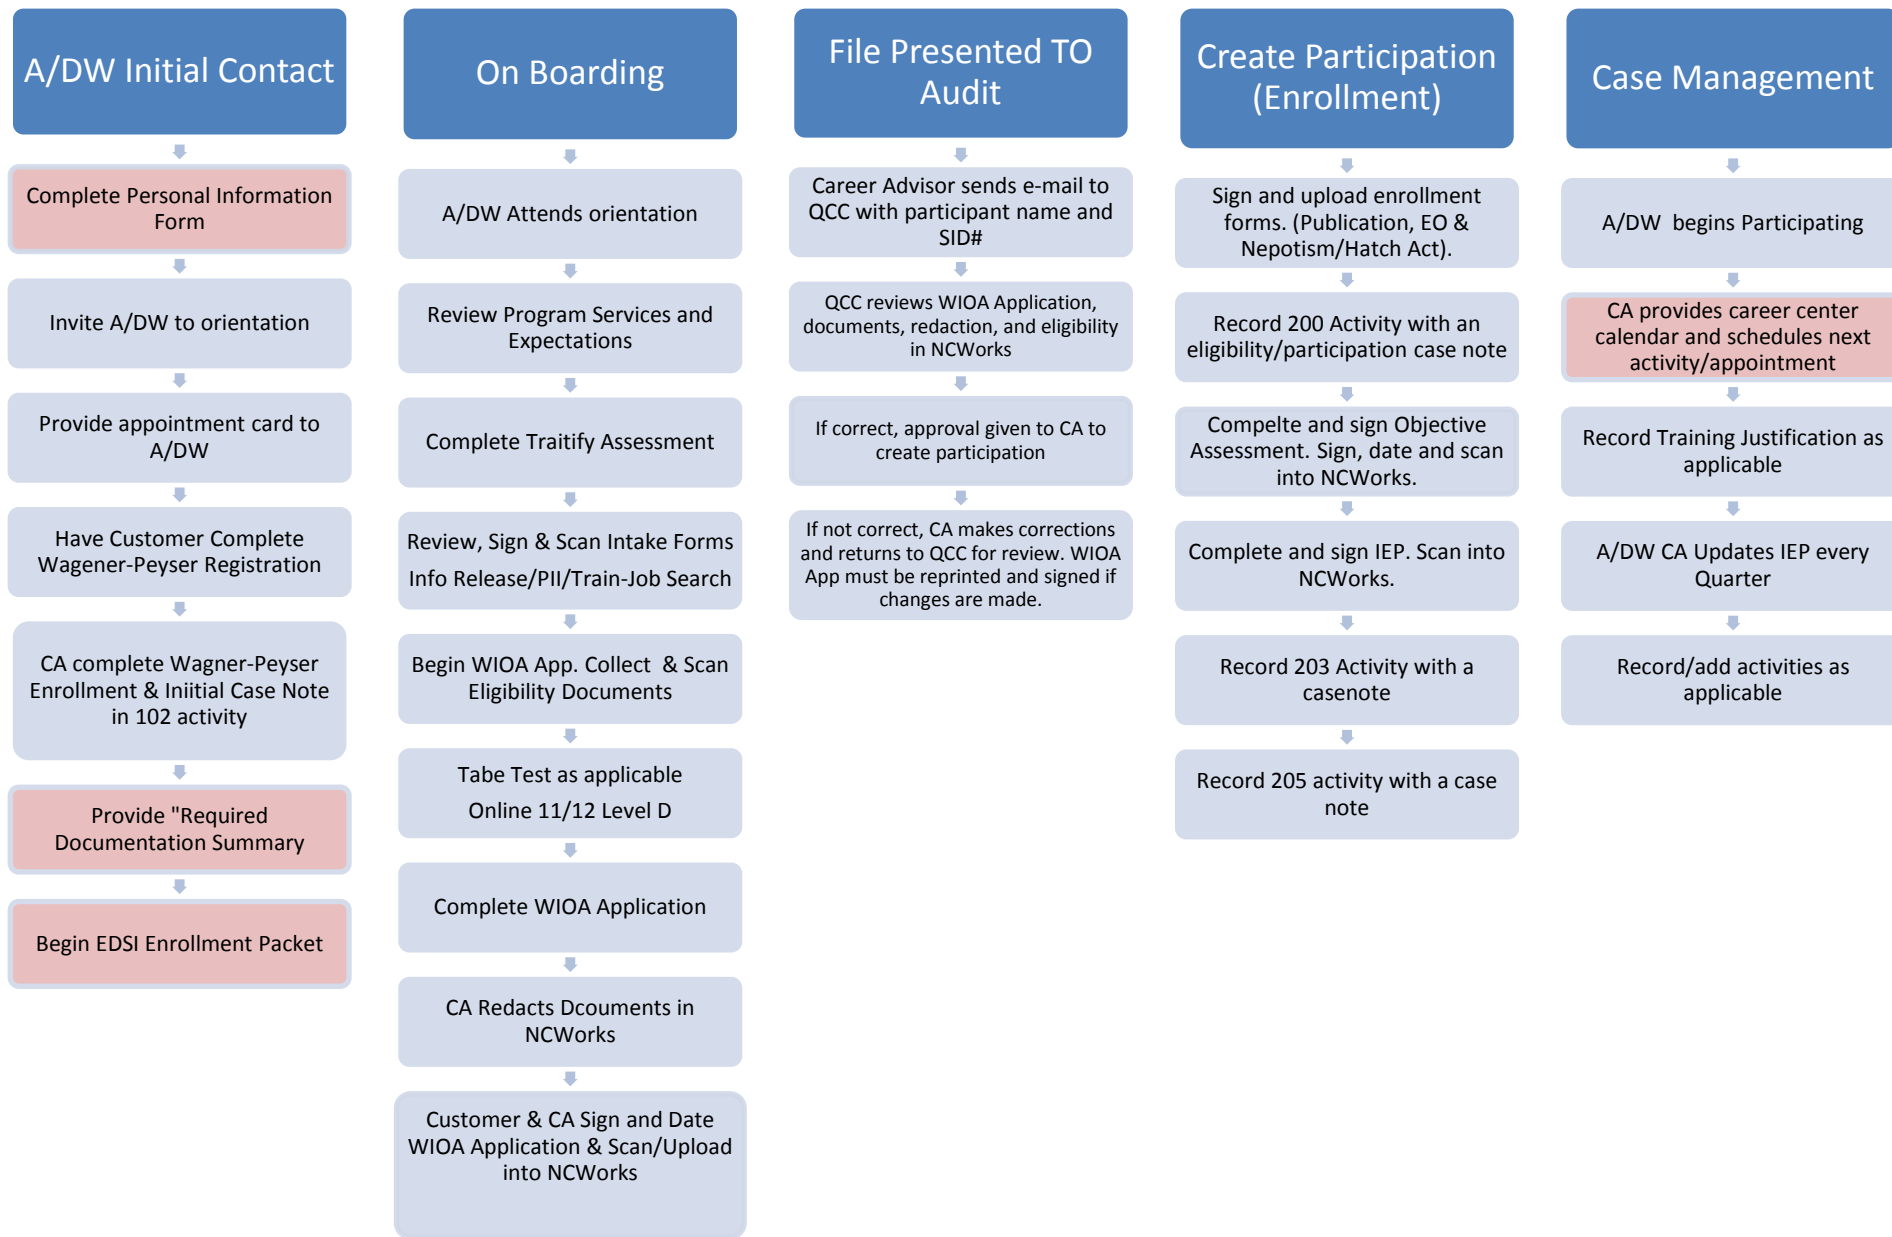 A/DW Initial Contact
Complete Personal Information
Form
Invite A/DW to orientation
Provide appointment card to
A/DW
Have Customer Complete
Wagener-Peyser Registration
CA complete Wagner-Peyser
Enrollment & Iniitial Case Note
in 102 activity
Provide "Required
Documentation Summary
Begin EDSI Enrollment Packet
On Boarding
A/DW Attends orientation
Review Program Services and
Expectations
Complete Traitify Assessment
Review, Sign & Scan Intake Forms
Info Release/PII/Train-Job Search
Begin WIOA App. Collect & Scan
Eligibility Documents
Tabe Test as applicable
Online 11/12 Level D
Complete WIOA Application
CA Redacts Dcouments in
NCWorks
Customer & CA Sign and Date
WIOA Application & Scan/Upload
into NCWorks
File Presented TO
Audit
Career Advisor sends e-mail to
QCC with participant name and
SID#
QCC reviews WIOA Application,
documents, redaction, and eligibility
in NCWorks
If correct, approval given to CA to
create participation
If not correct, CA makes corrections
and returns to QCC for review. WIOA
App must be reprinted and signed if
changes are made.
Create Participation
(Enrollment)
Sign and upload enrollment
forms. (Publication, EO &
Nepotism/Hatch Act).
Record 200 Activity with an
eligibility/participation case note
Compelte and sign Objective
Assessment. Sign, date and scan
into NCWorks.
Complete and sign IEP. Scan into
NCWorks.
Record 203 Activity with a
casenote
Record 205 activity with a case
note
Case Management
A/DW begins Participating
CA provides career center
calendar and schedules next
activity/appointment
Record Training Justification as
applicable
A/DW CA Updates IEP every
Quarter
Record/add activities as
applicable